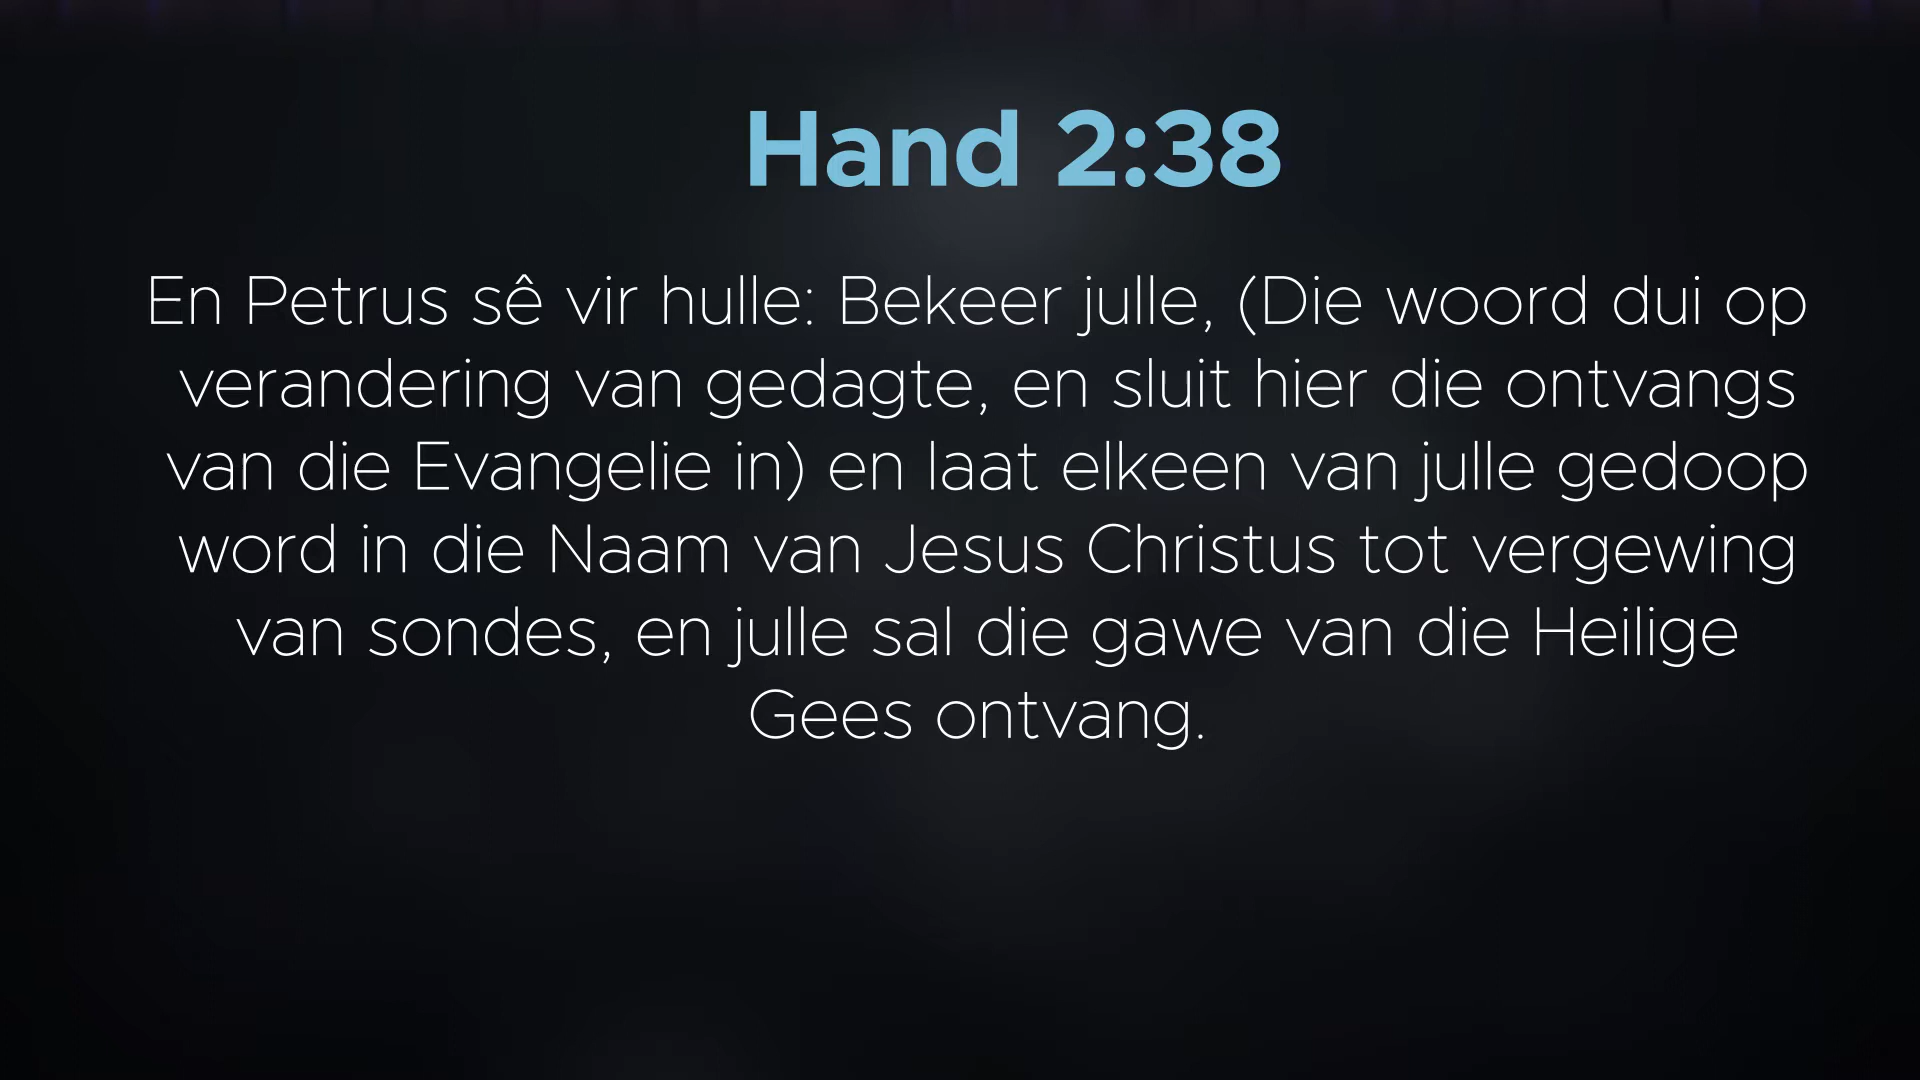 Hand 2:38
En Petrus sê vir hulle: Bekeer julle, (Die woord dui op
verandering van gedagte, en sluit hier die ontvangs
van die Evangelie in) en laat elkeen van julle gedoop
word in die Naam van Jesus Christus tot vergewing
van sondes, en julle sal die gawe van die Heilige
Gees ontvang.